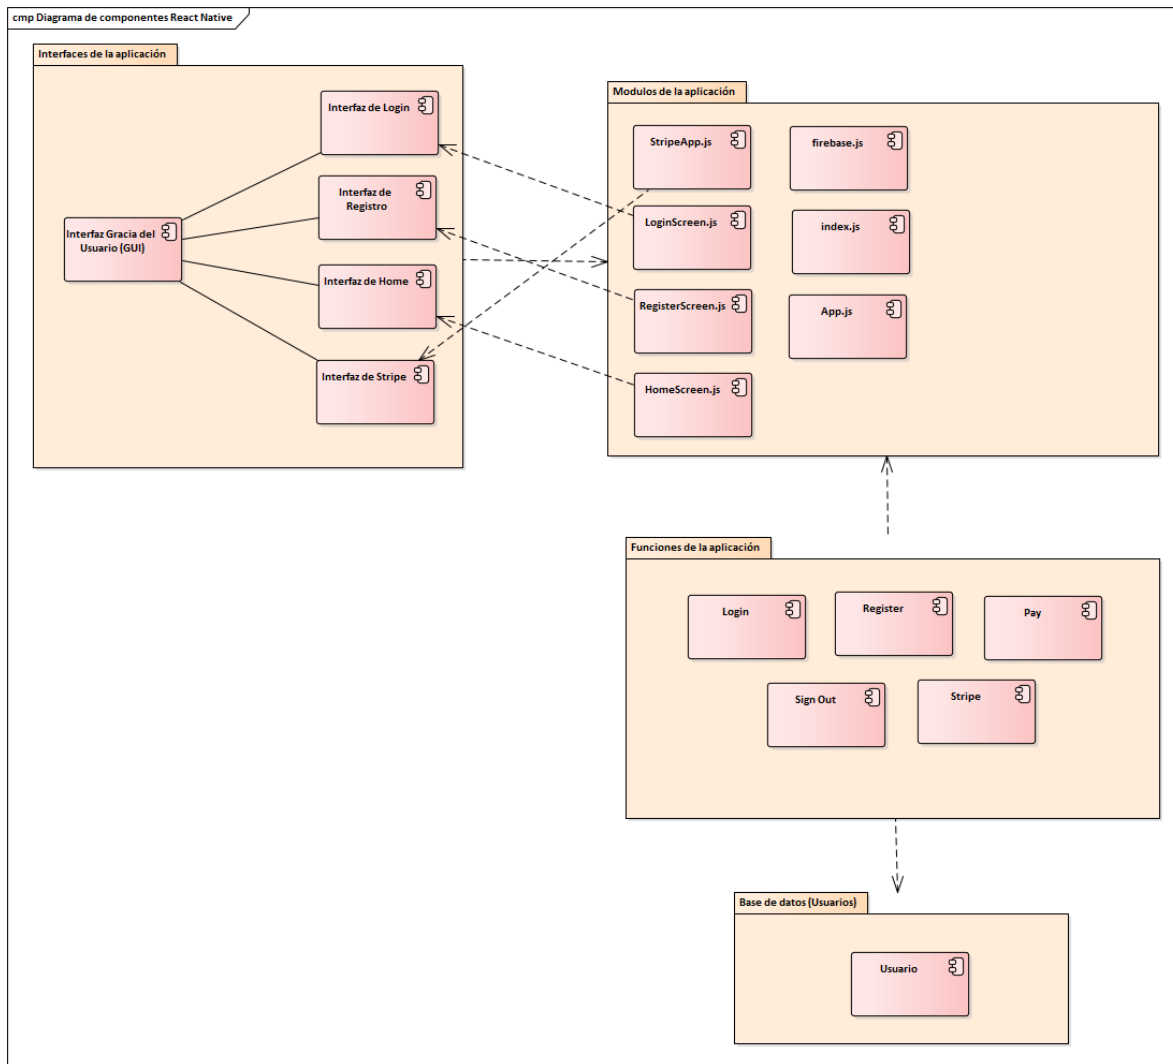 cmp Diagrama de componentes React Native
Interfaces de la aplicación
Interfaz de Login
Interfaz de
Registro
Interfaz Gracia del
Usuario (GUI)
Interfaz de Home
Interfaz de Stripe
Modulos de la aplicación
StripeApp.js
firebase.js
LoginScreen.js
index.js
RegisterScreen.js
App.js
HomeScreen.js
Funciones de la aplicación
Login
Register
Pay
Sign Out
Stripe
Base de datos (Usuarios)
Usuario